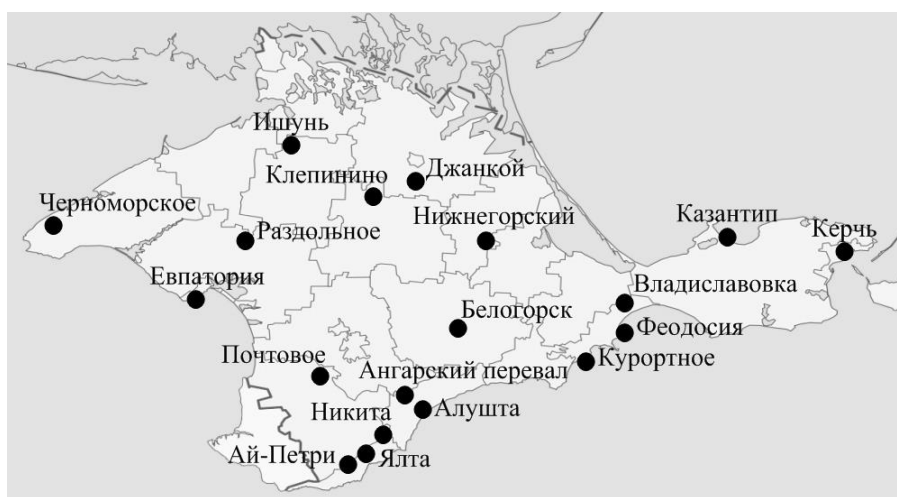 Ишунь
Клепинино
Джанкой
Черноморское
Нижнегорский
Казантип
Керчь
Раздольное
Евпатория
Владиславовка
Белогорск
Феодосия
Почтовое
Ангарский перевал
Курортное
Никита
Алушта
Ай-Петри
Ялта